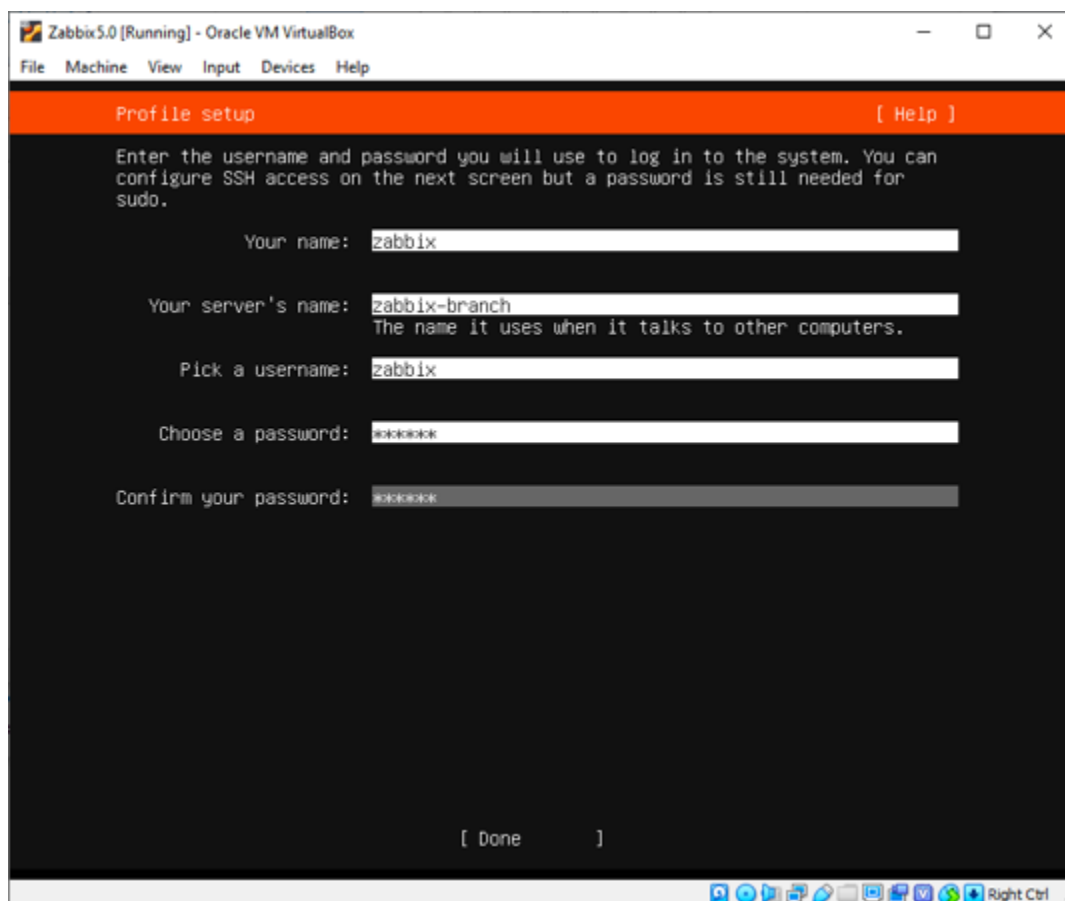 Zabbix5.0 [Running] - Oracle VM VirtualBox
File Machine View Input Devices Help
Profile setup [ Help ]
Enter the username and password you will use to log in to the system. You can
configure SSH access on the next screen but a password is still needed for
sudo.
Your name: zabbix
Your server's name: zabbix-branch
The name it uses when it talks to other computers.
Pick a username: zabbix
Choose a password: ******
Confirm your password: ******
[ Done ]
Right Ctrl